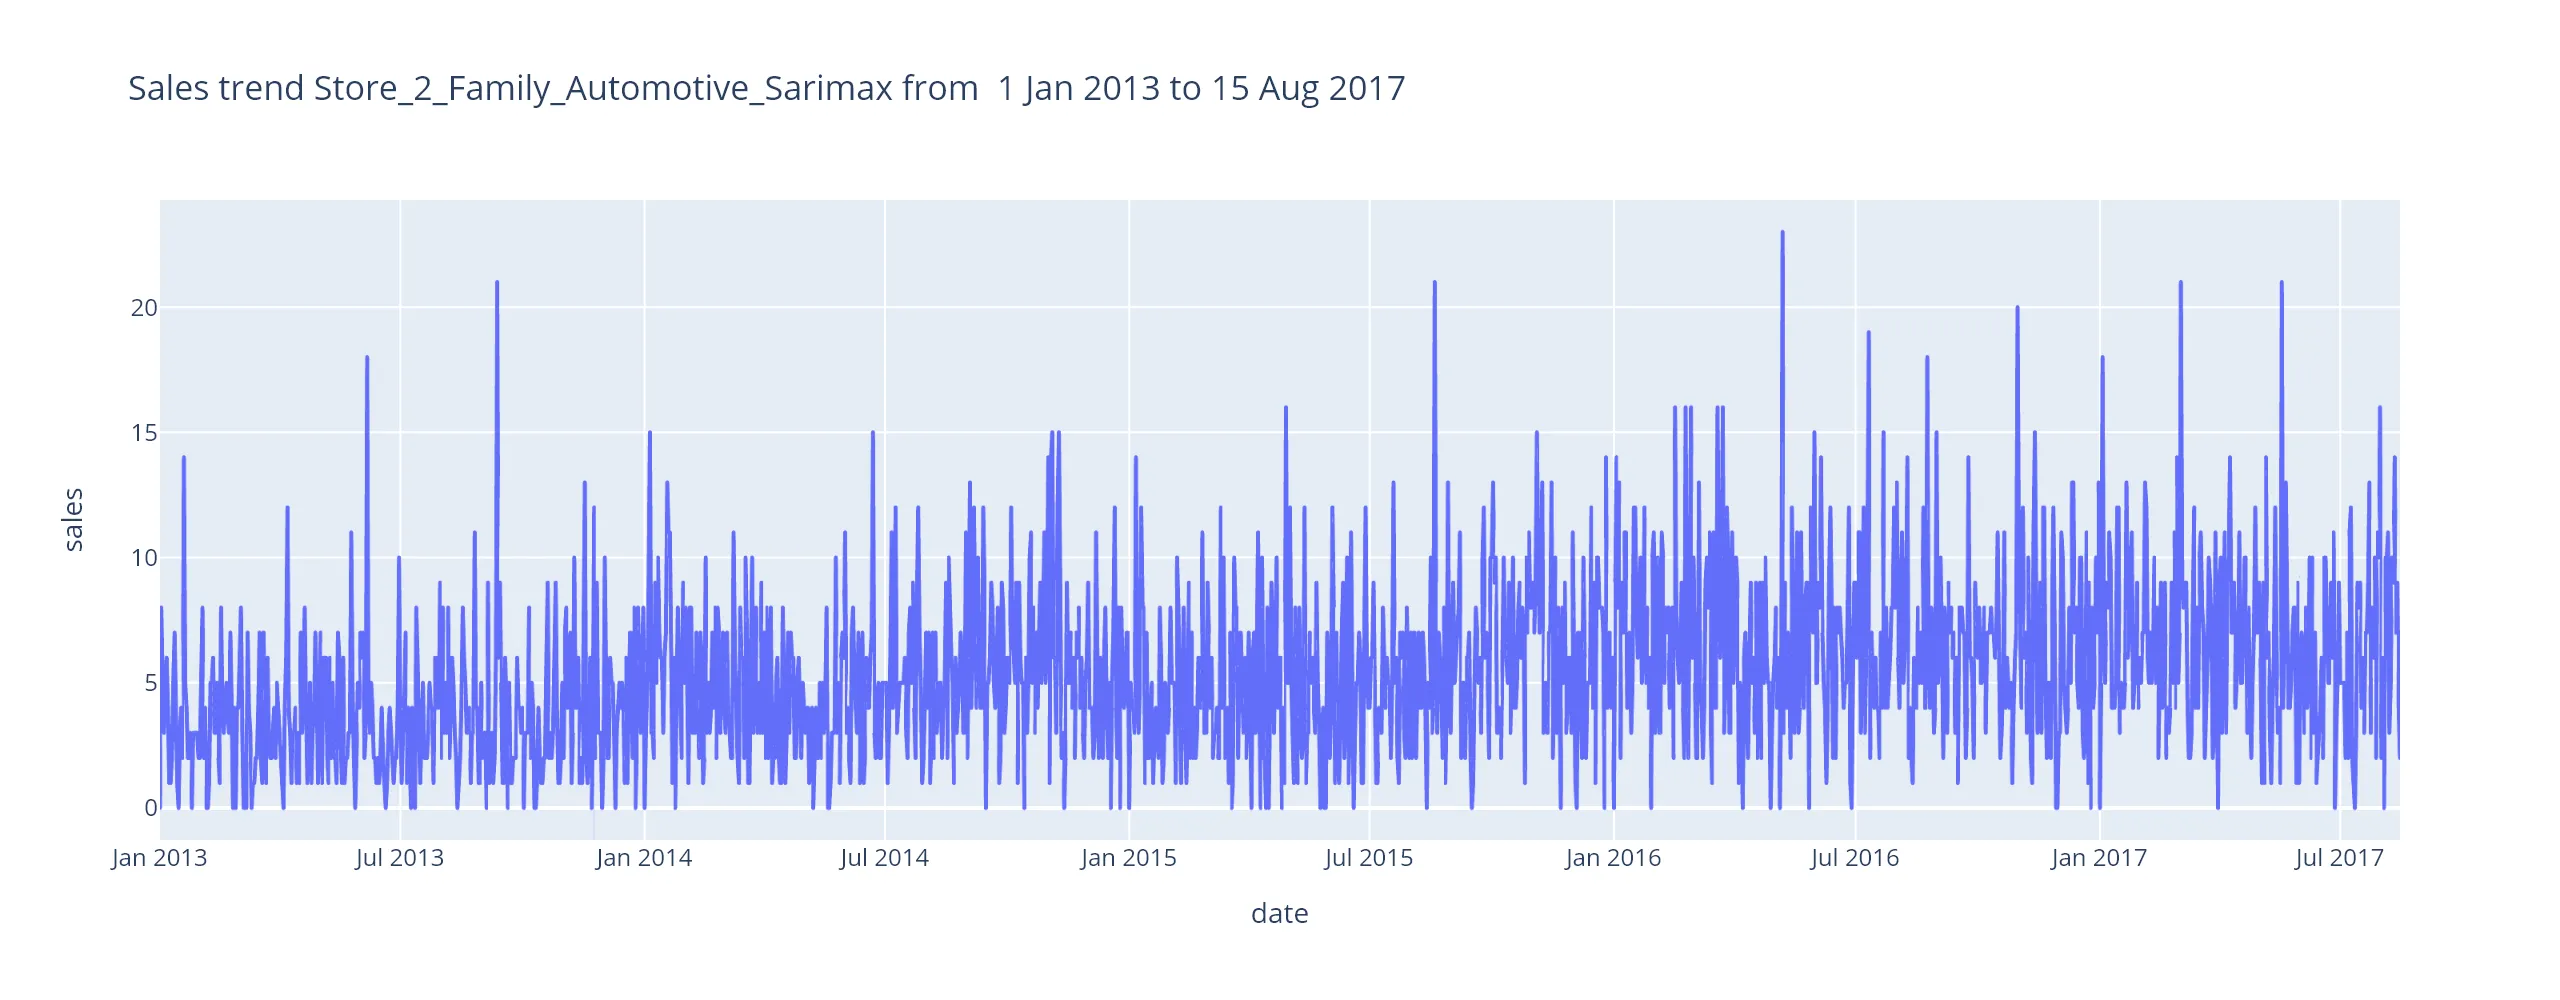 Sales trend Store_2_Family_Automotive_Sarimax from  1 Jan 2013 to 15 Aug 2017
sales
20
15
10
5
0
Jan 2013 Jul 2013 Jan 2014 Jul 2014 Jan 2015 Jul 2015 Jan 2016 Jul 2016 Jan 2017 Jul 2017
date